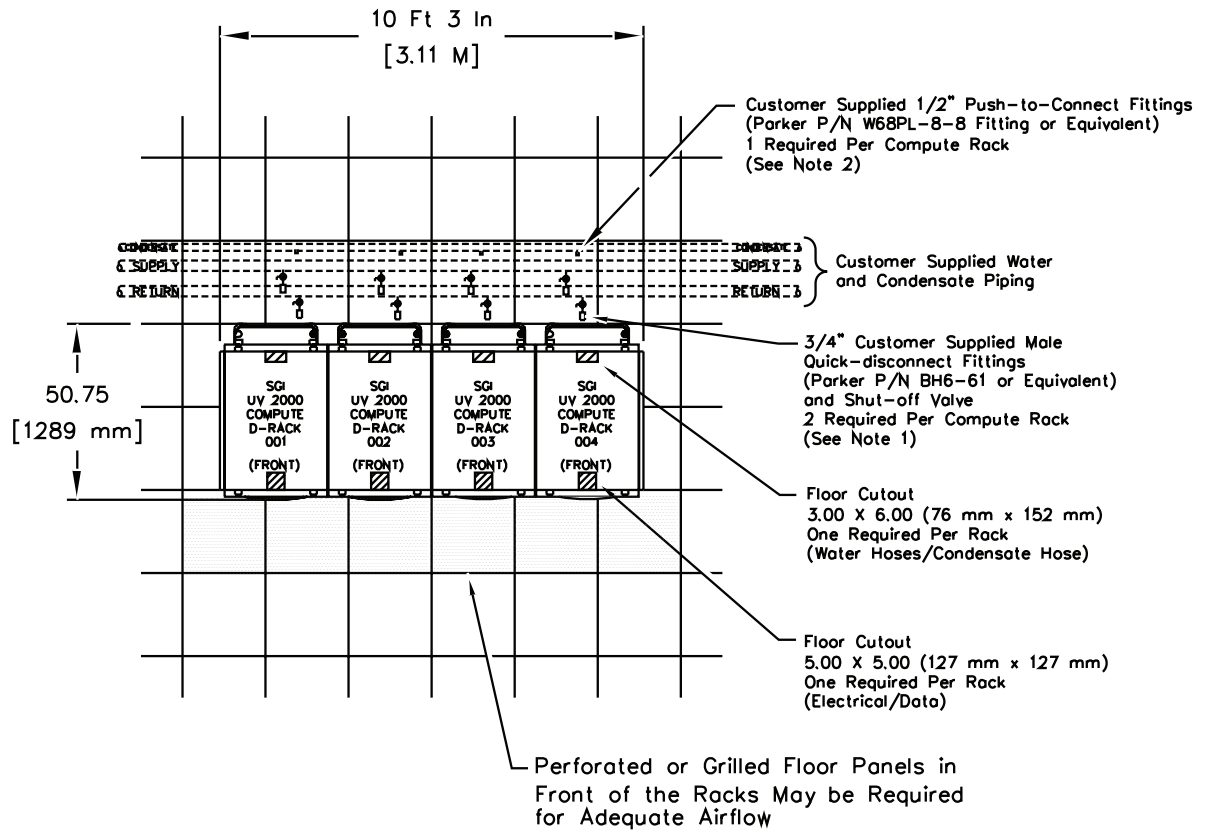 10 Ft 3 In
[3.11 M]
Customer Supplied 1/2" Push-to-Connect Fittings
(Parker P/N W68PL-8-8 Fitting or Equivalent)
1 Required Per Compute Rack
(See Note 2)
SUPPLY
RETURN
SUPPLY
RETURN
Customer Supplied Water
and Condensate Piping
3/4" Customer Supplied Male
Quick-disconnect Fittings
(Parker P/N BH6-61 or Equivalent)
and Shut-off Valve
2 Required Per Compute Rack
(See Note 1)
50.75
[1289 mm]
SGI
UV 2000
COMPUTE
D-RACK
001
(FRONT)
SGI
UV 2000
COMPUTE
D-RACK
002
(FRONT)
SGI
UV 2000
COMPUTE
D-RACK
003
(FRONT)
SGI
UV 2000
COMPUTE
D-RACK
004
(FRONT)
Floor Cutout
3.00 X 6.00 (76 mm x 152 mm)
One Required Per Rack
(Water Hoses/Condensate Hose)
Floor Cutout
5.00 X 5.00 (127 mm x 127 mm)
One Required Per Rack
(Electrical/Data)
Perforated or Grilled Floor Panels in
Front of the Racks May be Required
for Adequate Airflow